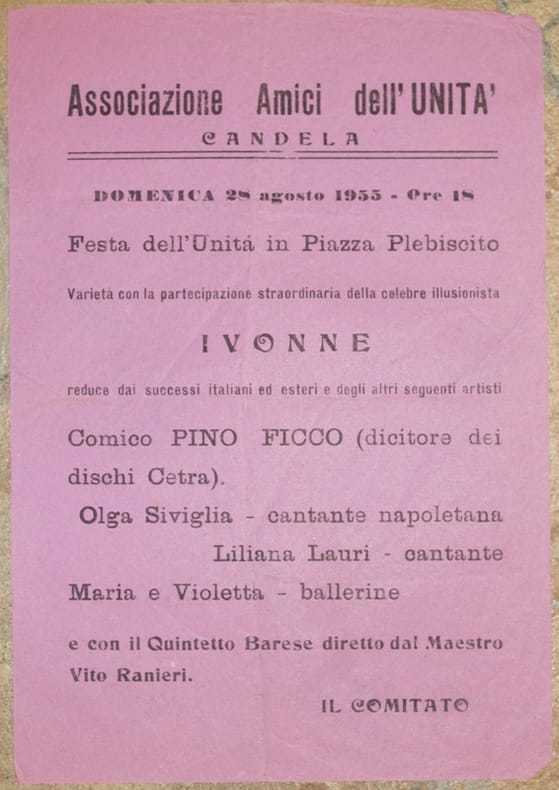 Associazione Amici dell'UNITA'
CANDELA
DOMENICA 28 agosto 1955 - Ore 18
Festa dell'Unitá in Piazza Plebiscito
Varietà con la partecipazione straordinaria della celebre illusionista
IVONNE
reduce dai successi italiani ed esteri e degli altri seguenti artisti
Comico PINO FICCO (dicitore dei
dischi Cetra).
Olga Siviglia - cantante napoletana
Liliana Lauri - cantante
Maria e Violetta - ballerine
e con il Quintetto Barese diretto dal Maestro
Vito Ranieri.
IL COMITATO